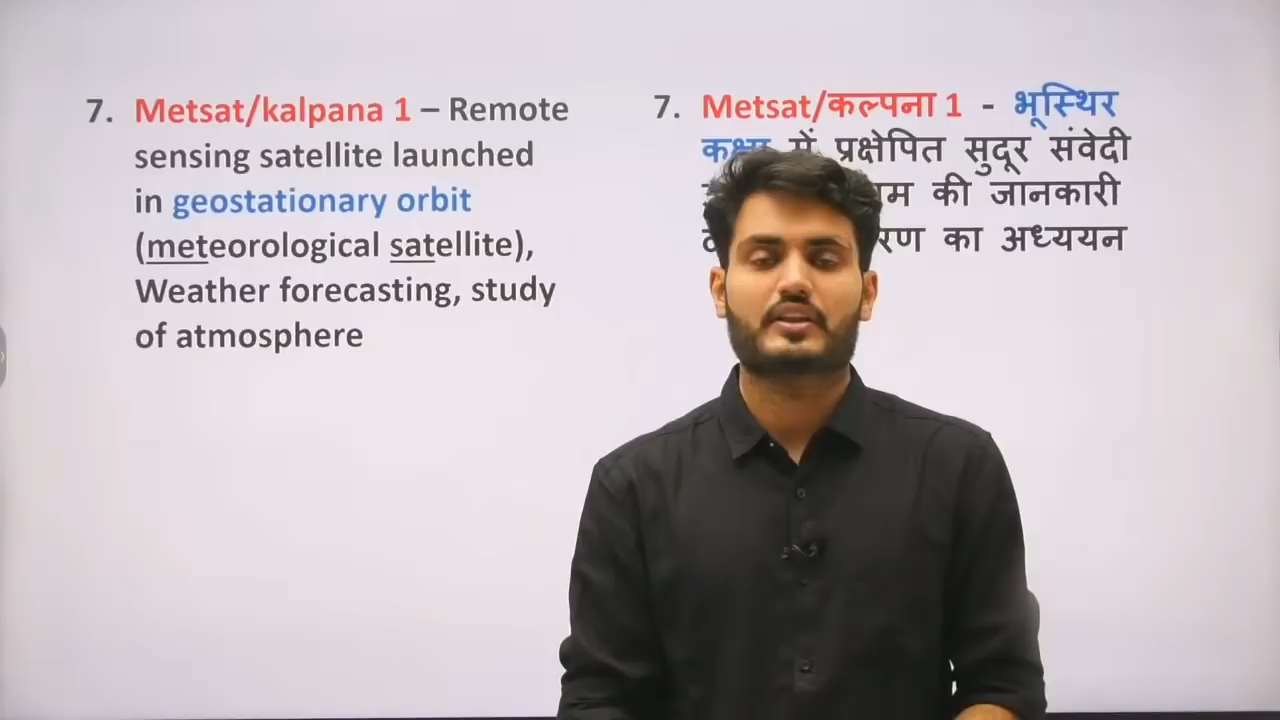 7. Metsat/kalpana 1 – Remote
sensing satellite launched
in geostationary orbit
(meteorological satellite),
Weather forecasting, study
of atmosphere
7. Metsat/कल्पना 1 - भूस्थिर
कक्षा में प्रक्षेपित सुदूर संवेदी
की जानकारी
का अध्ययन